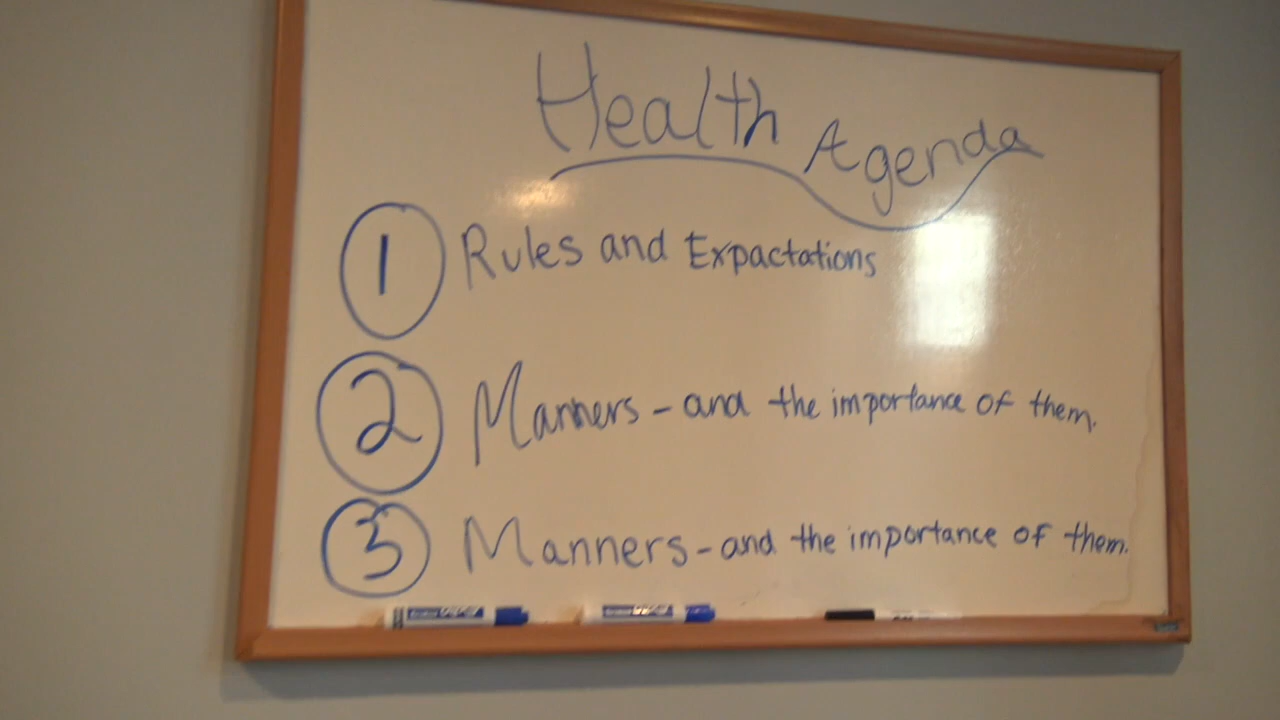 Health Agenda
1 Rules and Expactations
2 Manners - and the importance of them.
3 Manners - and the importance of them.